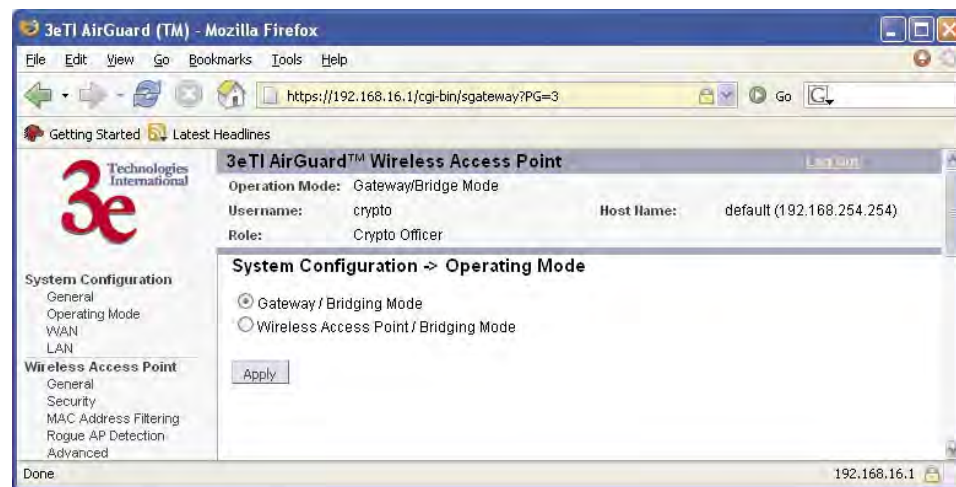 3eTI AirGuard (TM) - Mozilla Firefox
File Edit View Go Bookmarks Tools Help
https://192.168.16.1/cgi-bin/sgateway?PG=3 Go G
Getting Started Latest Headlines
3e Technologies International
3eTI AirGuard™ Wireless Access Point Log Out
Operation Mode: Gateway/Bridge Mode
Username: crypto Host Name: default (192.168.254.254)
Role: Crypto Officer
System Configuration
General
Operating Mode
WAN
LAN
Wireless Access Point
General
Security
MAC Address Filtering
Rogue AP Detection
Advanced
System Configuration -> Operating Mode
Gateway / Bridging Mode
Wireless Access Point / Bridging Mode
Apply
Done 192.168.16.1